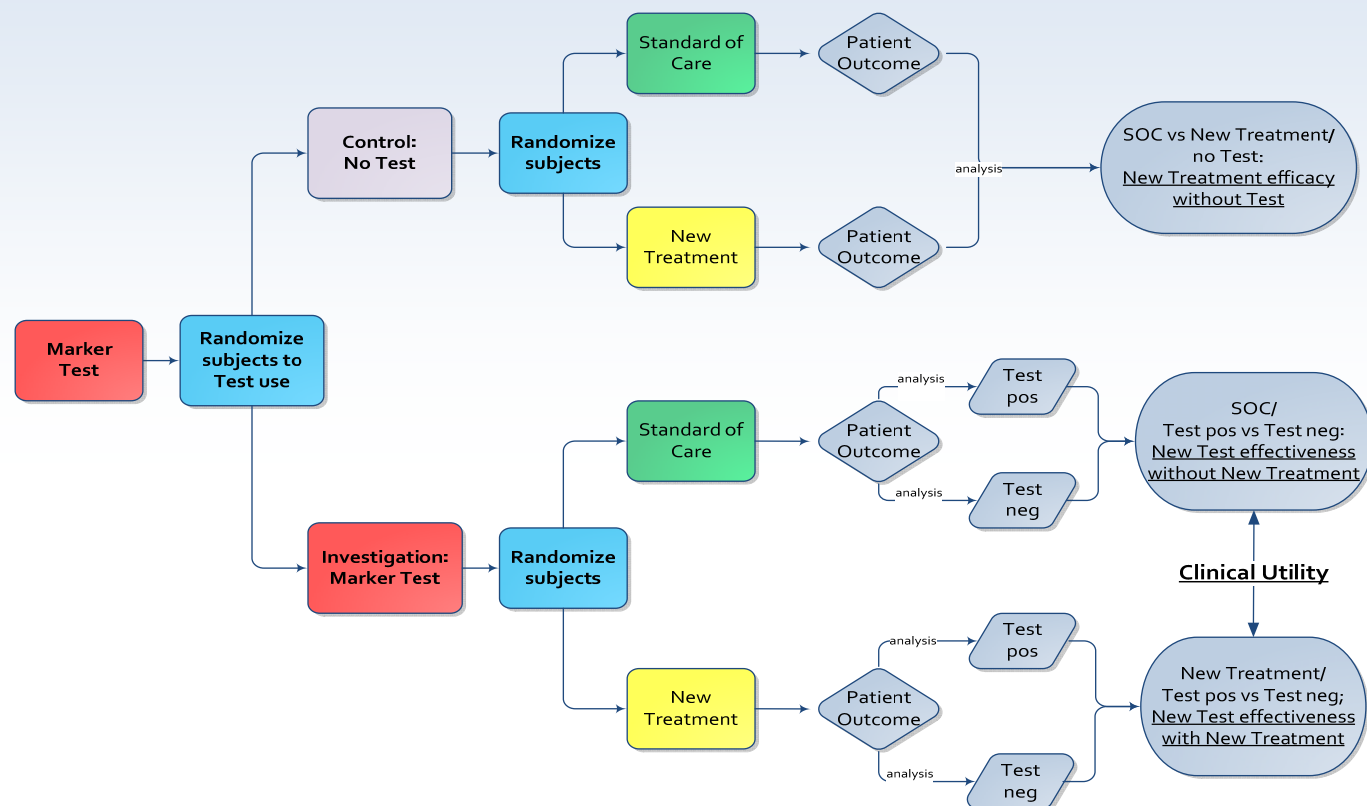 Marker
Test
Randomize
subjects to
Test use
Control:
No Test
Randomize
subjects
Standard of
Care
Patient
Outcome
New
Treatment
Patient
Outcome
analysis
SOC vs New Treatment/
no Test:
New Treatment efficacy
without Test
Investigation:
Marker Test
Randomize
subjects
Standard of
Care
Patient
Outcome
analysis
Test
pos
analysis
Test
neg
SOC/
Test pos vs Test neg:
New Test effectiveness
without New Treatment
Clinical Utility
New
Treatment
Patient
Outcome
analysis
Test
pos
analysis
Test
neg
New Treatment/
Test pos vs Test neg;
New Test effectiveness
with New Treatment